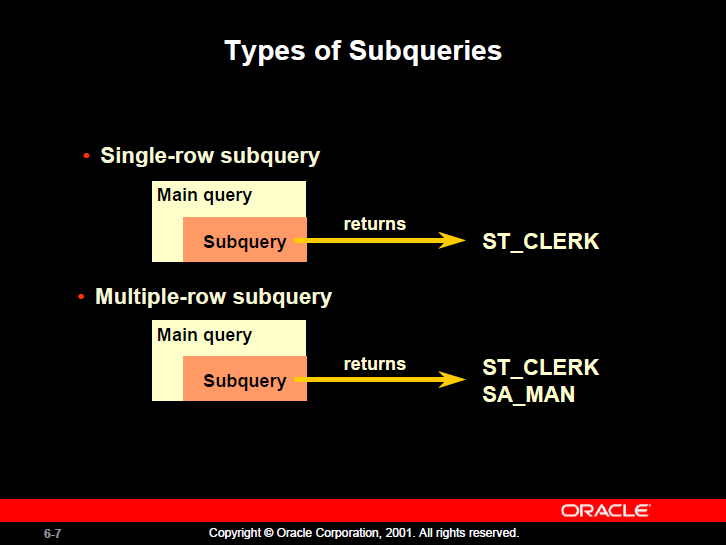 Types of Subqueries
• Single-row subquery
Main query
Subquery
returns
ST_CLERK
• Multiple-row subquery
Main query
Subquery
returns
ST_CLERK
SA_MAN
ORACLE®
6-7
Copyright © Oracle Corporation, 2001. All rights reserved.